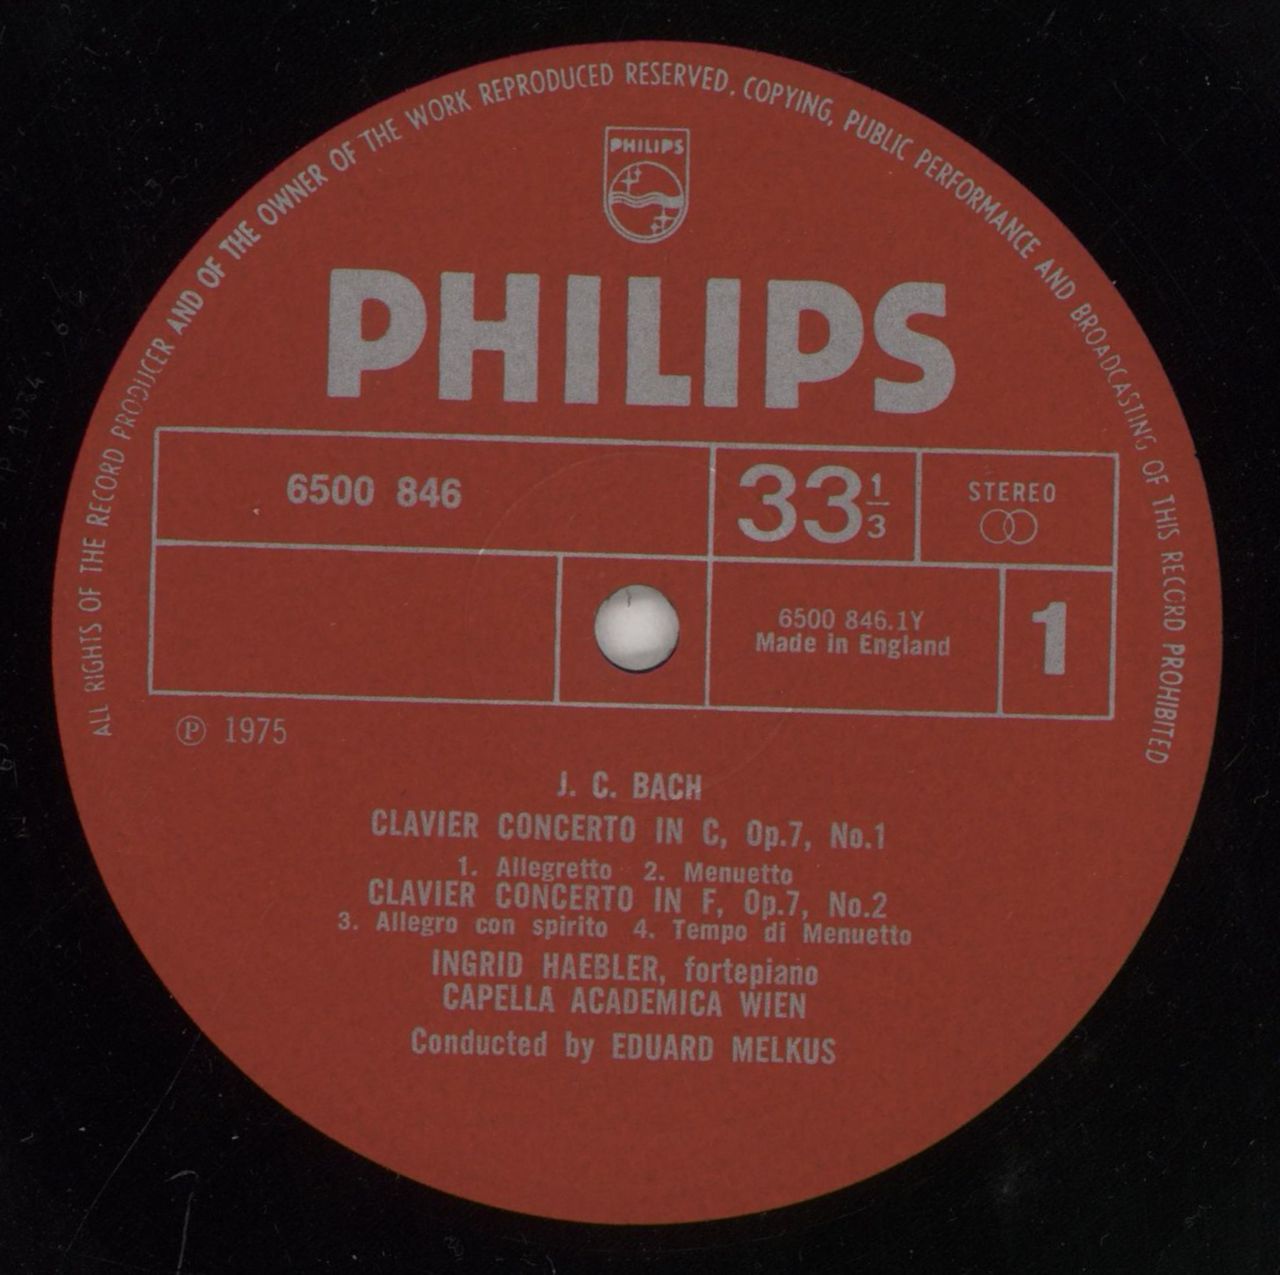 ALL RIGHTS OF THE RECORD PRODUCER AND OF THE OWNER OF THE WORK REPRODUCED RESERVED. COPYING, PUBLIC PERFORMANCE AND BROADCASTING OF THIS RECORD PROHIBITED
PHILIPS
PHILIPS
6500 846
33 1/3
STEREO
6500 846.1Y
Made in England
1
℗ 1975
J. C. BACH
CLAVIER CONCERTO IN C, Op.7, No.1
1. Allegretto 2. Menuetto
CLAVIER CONCERTO IN F, Op.7, No.2
3. Allegro con spirito 4. Tempo di Menuetto
INGRID HAEBLER, fortepiano
CAPELLA ACADEMICA WIEN
Conducted by EDUARD MELKUS